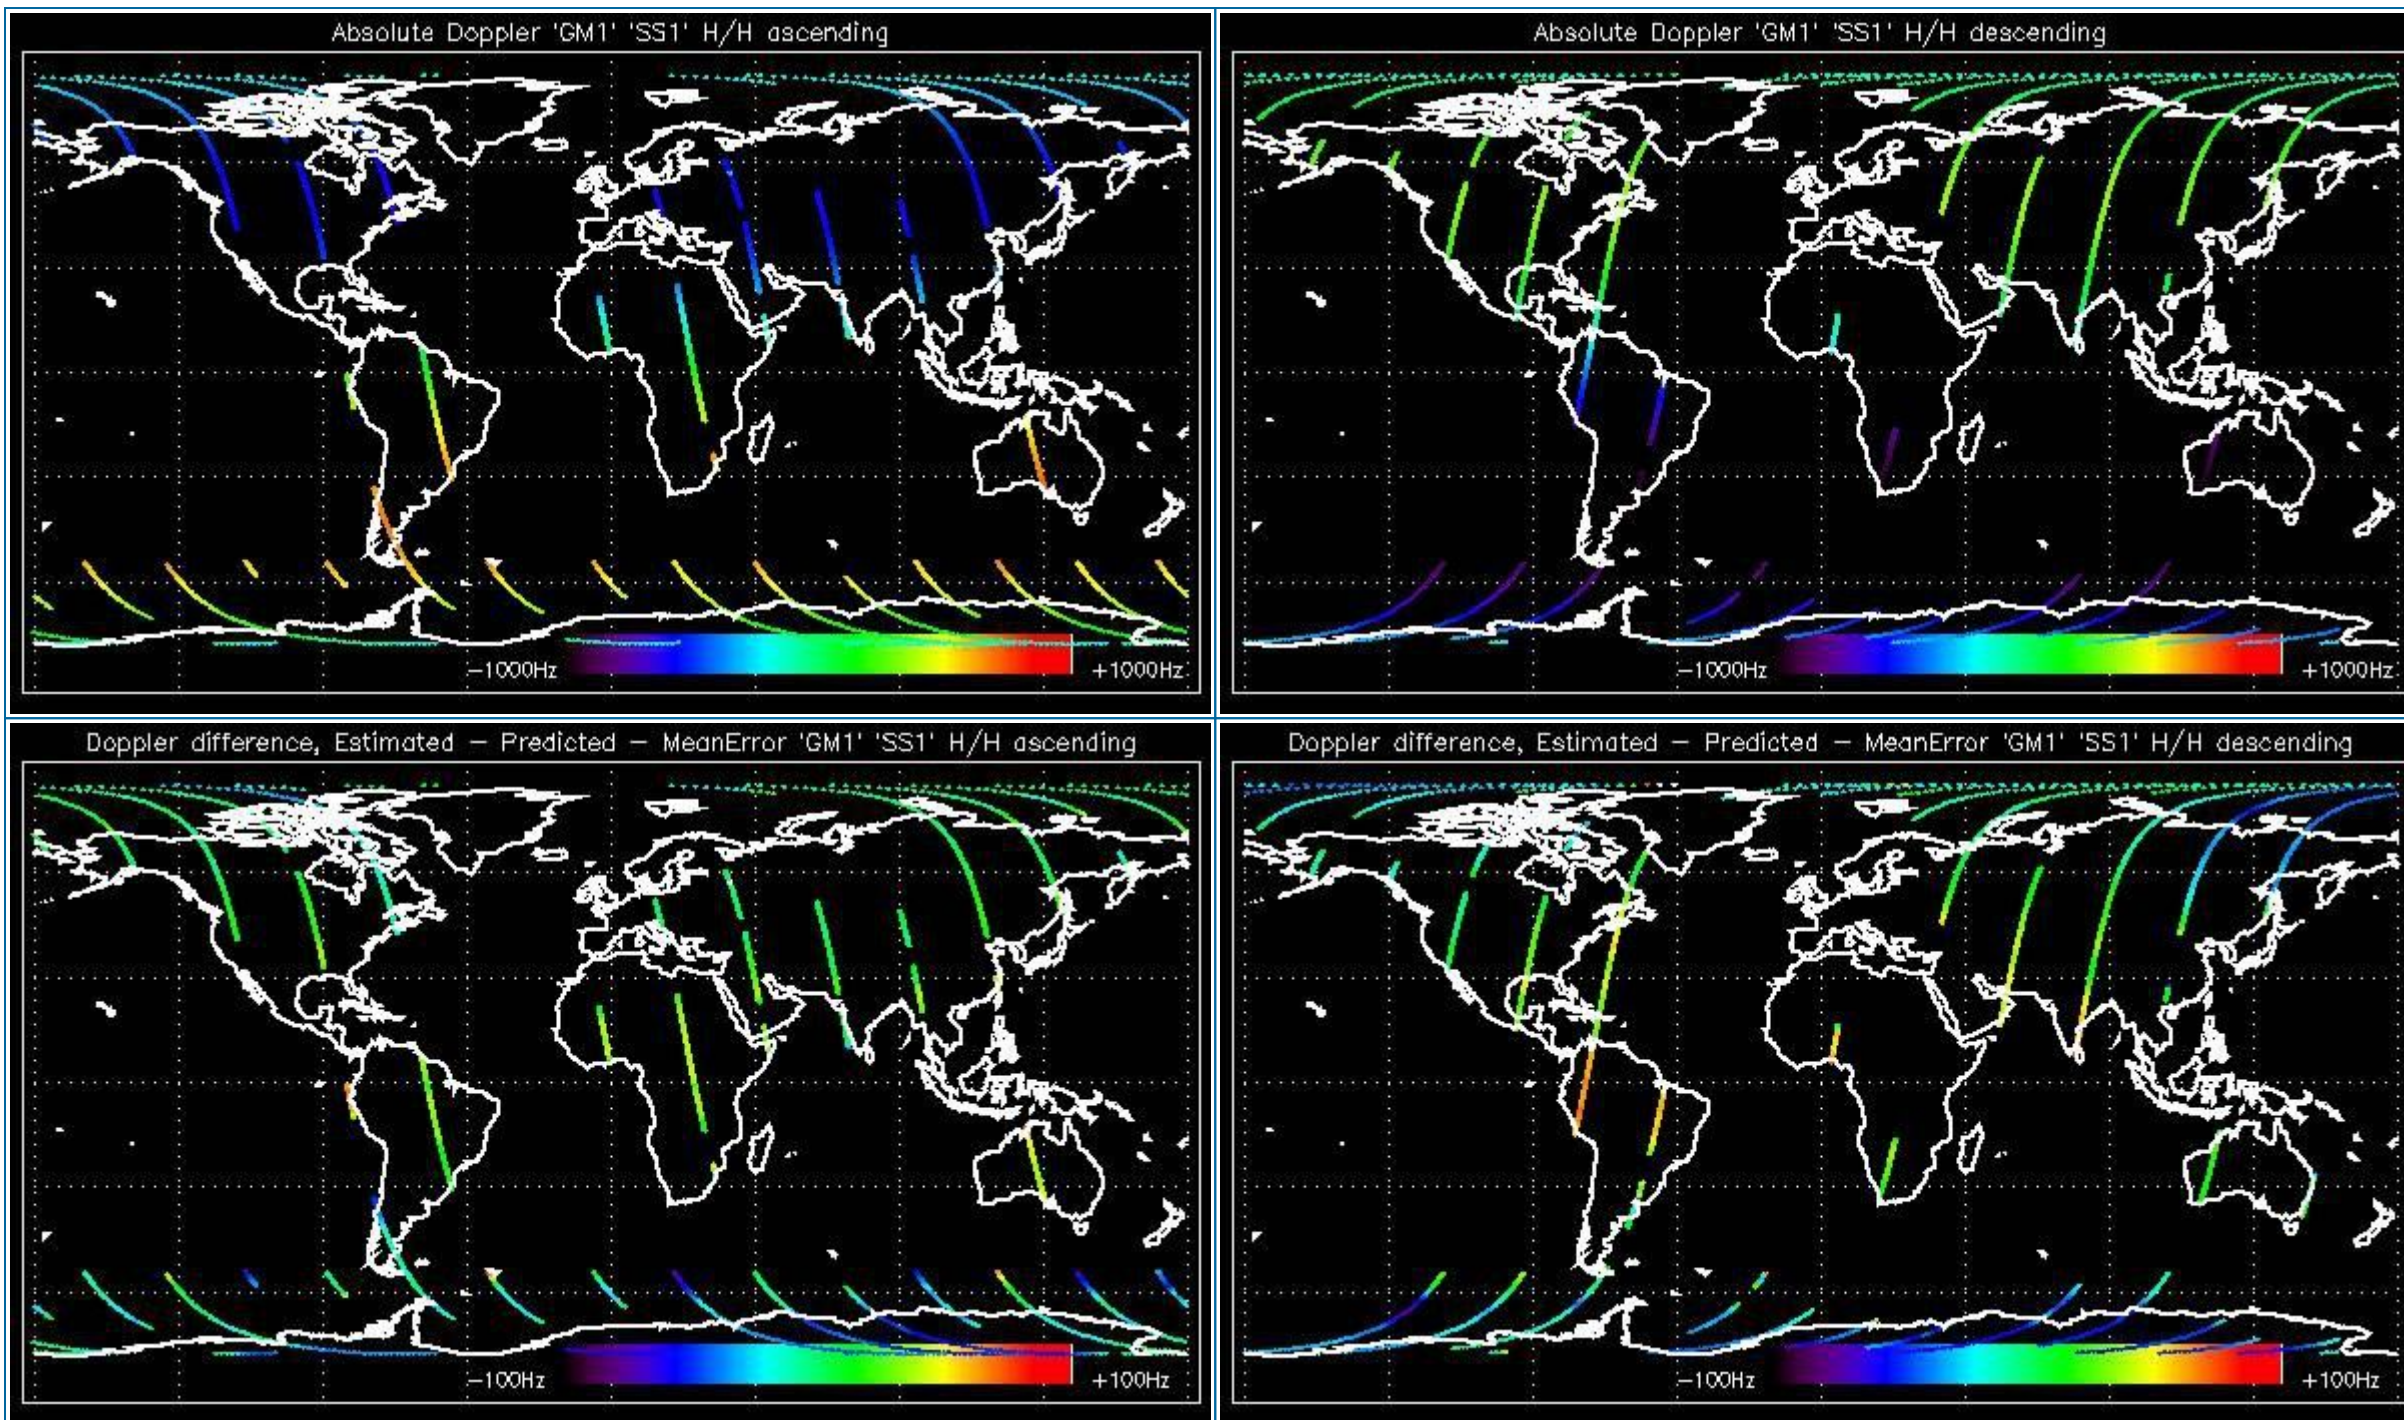 Absolute Doppler 'GM1' 'SS1' H/H ascending
−1000Hz
+1000Hz
Absolute Doppler 'GM1' 'SS1' H/H descending
−1000Hz
+1000Hz
Doppler difference, Estimated − Predicted − MeanError 'GM1' 'SS1' H/H ascending
−100Hz
+100Hz
Doppler difference, Estimated − Predicted − MeanError 'GM1' 'SS1' H/H descending
−100Hz
+100Hz